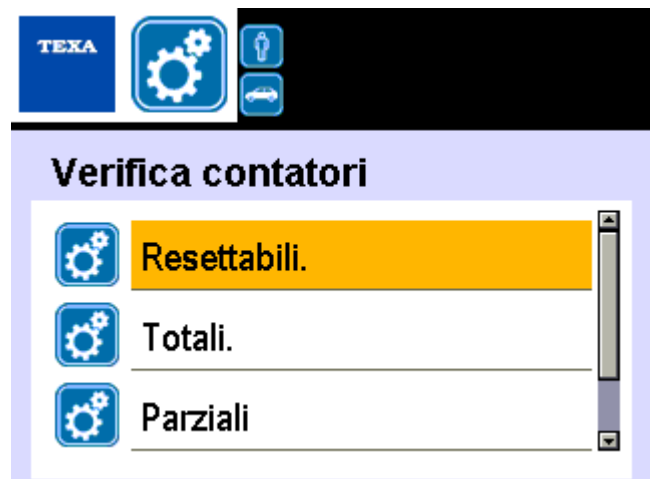 TEXA
Verifica contatori
Resettabili.
Totali.
Parziali